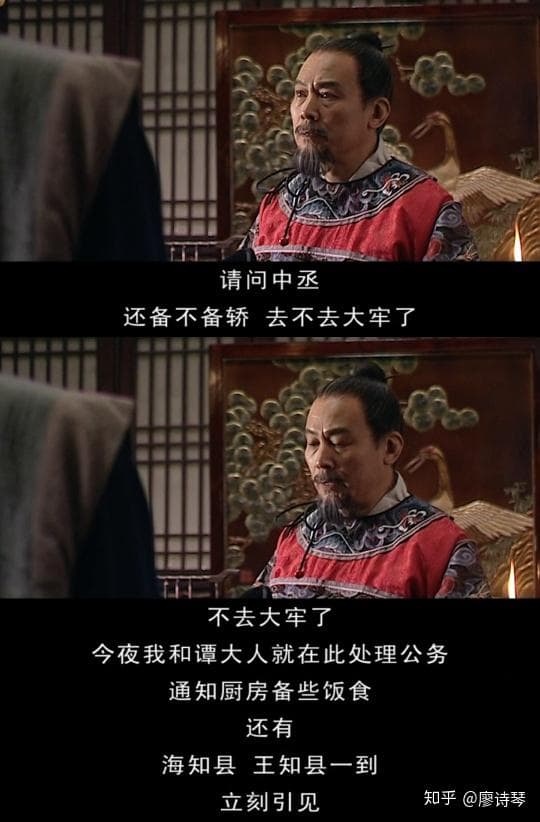 请问中丞
还备不备轿 去不去大牢了
不去大牢了
今夜我和谭大人就在此处理公务
通知厨房备些饭食
还有
海知县 王知县一到
立刻引见
知乎 @廖诗琴